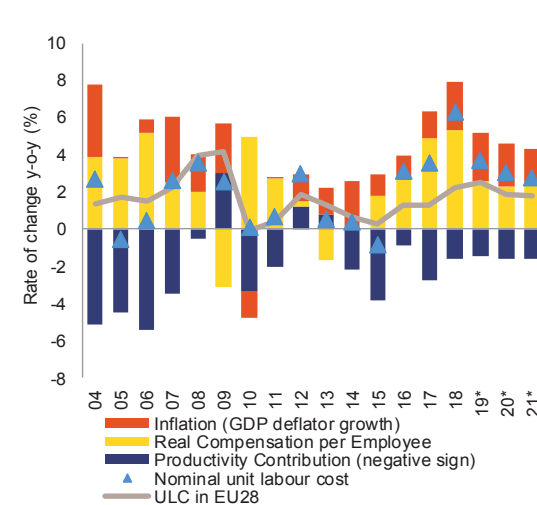 Rate of change y-o-y (%)
10
8
6
4
2
0
-2
-4
-6
-8
04 05 06 07 08 09 10 11 12 13 14 15 16 17 18 19* 20* 21*
Inflation (GDP deflator growth)
Real Compensation per Employee
Productivity Contribution (negative sign)
Nominal unit labour cost
ULC in EU28